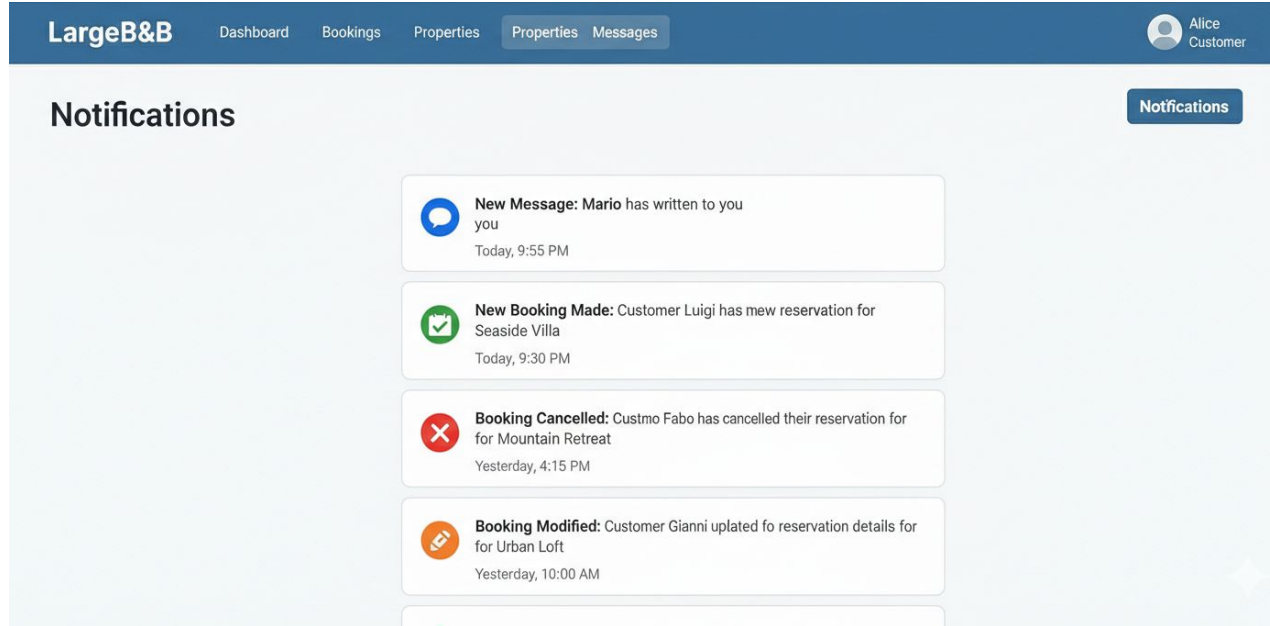 LargeB&B Dashboard Bookings Properties Properties Messages Alice
Customer
Notifications
Notfications
New Message: Mario has written to you
you
Today, 9:55 PM
New Booking Made: Customer Luigi has mew reservation for
Seaside Villa
Today, 9:30 PM
Booking Cancelled: Custmo Fabo has cancelled their reservation for
for Mountain Retreat
Yesterday, 4:15 PM
Booking Modified: Customer Gianni uplated fo reservation details for
for Urban Loft
Yesterday, 10:00 AM